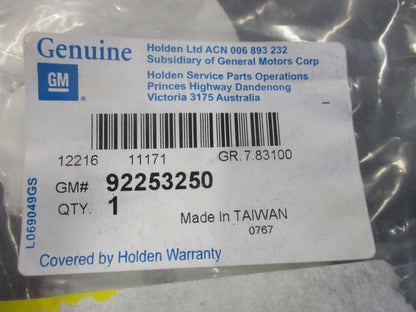 Genuine
GM
Holden Ltd ACN 006 893 232
Subsidiary of General Motors Corp
Holden Service Parts Operations
Princes Highway Dandenong
Victoria 3175 Australia
12216 11171 GR.7.83100
GM# 92253250
QTY. 1
Made In TAIWAN
0767
Covered by Holden Warranty
L069049GS